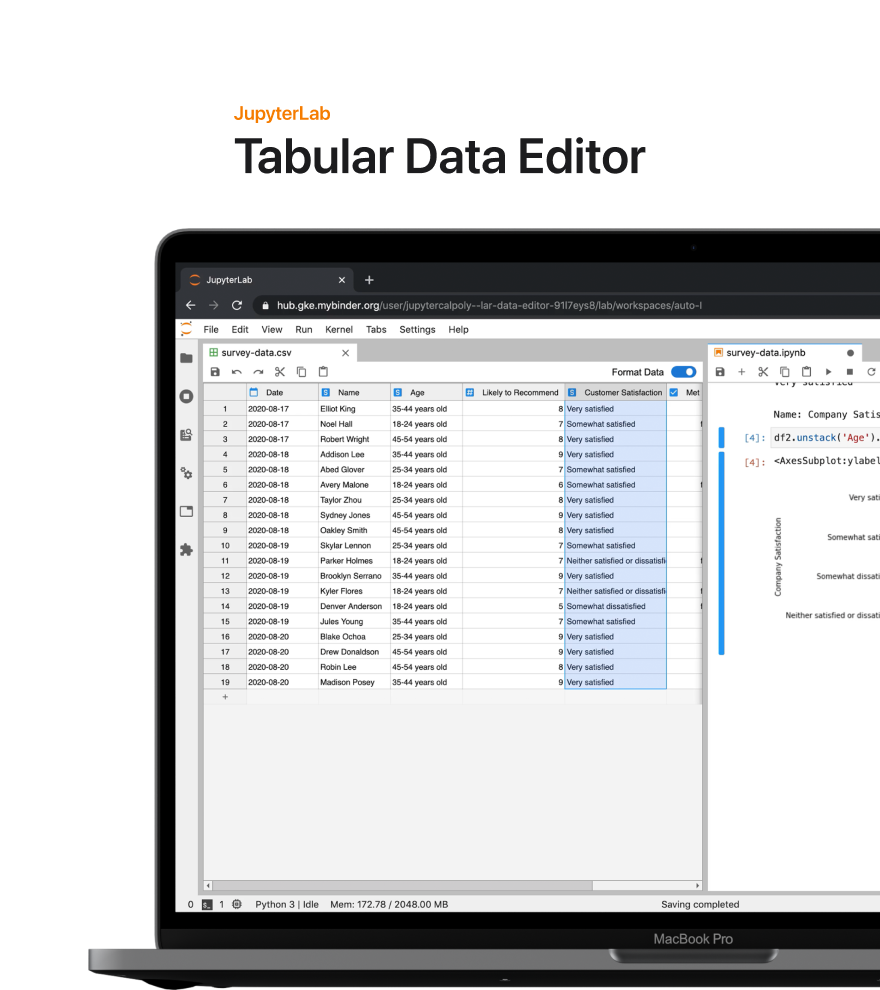 JupyterLab
Tabular Data Editor
JupyterLab
hub.gke.mybinder.org/user/jupytercalpoly--lar-data-editor-91l7eys8/lab/workspaces/auto-l
File Edit View Run Kernel Tabs Settings Help
survey-data.csv
Format Data
Date Name Age Likely to Recommend Customer Satisfaction Met
1 2020-08-17 Elliot King 35-44 years old 8 Very satisfied
2 2020-08-17 Noel Hall 18-24 years old 7 Somewhat satisfied
3 2020-08-17 Robert Wright 45-54 years old 8 Very satisfied
4 2020-08-18 Addison Lee 35-44 years old 9 Very satisfied
5 2020-08-18 Abed Glover 25-34 years old 7 Somewhat satisfied
6 2020-08-18 Avery Malone 18-24 years old 6 Somewhat satisfied
7 2020-08-18 Taylor Zhou 25-34 years old 8 Very satisfied
8 2020-08-18 Sydney Jones 45-54 years old 9 Very satisfied
9 2020-08-18 Oakley Smith 45-54 years old 8 Very satisfied
10 2020-08-19 Skylar Lennon 25-34 years old 7 Somewhat satisfied
11 2020-08-19 Parker Holmes 18-24 years old 7 Neither satisfied or dissatisfi
12 2020-08-19 Brooklyn Serrano 35-44 years old 9 Very satisfied
13 2020-08-19 Kyler Flores 18-24 years old 7 Neither satisfied or dissatisfi
14 2020-08-19 Denver Anderson 18-24 years old 5 Somewhat dissatisfied
15 2020-08-19 Jules Young 35-44 years old 7 Somewhat satisfied
16 2020-08-20 Blake Ochoa 25-34 years old 9 Very satisfied
17 2020-08-20 Drew Donaldson 45-54 years old 9 Very satisfied
18 2020-08-20 Robin Lee 45-54 years old 8 Very satisfied
19 2020-08-20 Madison Posey 35-44 years old 9 Very satisfied
+
survey-data.ipynb
Very satisfied
Name: Company Satis
[4]: df2.unstack('Age').
[4]: <AxesSubplot:ylabel
Very sati
Somewhat sati
Somewhat dissati
Neither satisfied or dissati
Company Satisfaction
0 1 Python 3 | Idle Mem: 172.78 / 2048.00 MB Saving completed
MacBook Pro